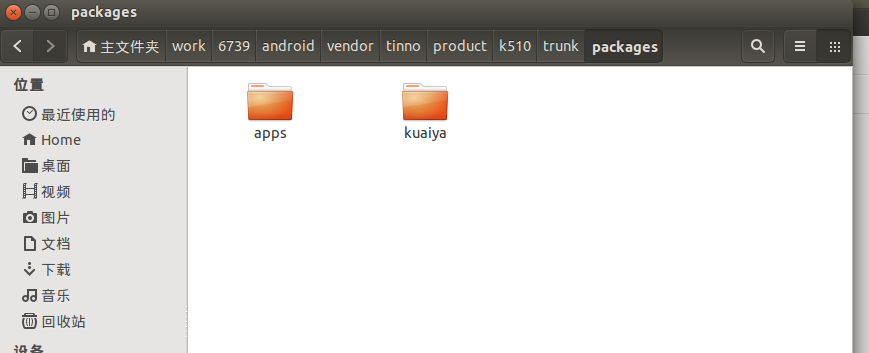 packages
主文件夹 work 6739 android vendor tinno product k510 trunk packages
位置
最近使用的
Home
桌面
视频
图片
文档
下载
音乐
回收站
设备
apps
kuaiya